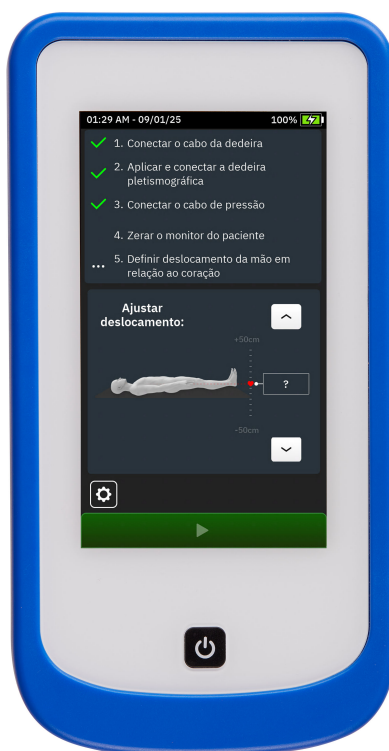 01:29 AM - 09/01/25 100%
1. Conectar o cabo da dedeira
2. Aplicar e conectar a dedeira
pletismográfica
3. Conectar o cabo de pressão
4. Zerar o monitor do paciente
5. Definir deslocamento da mão em
relação ao coração
Ajustar
deslocamento:
+50cm
?
-50cm